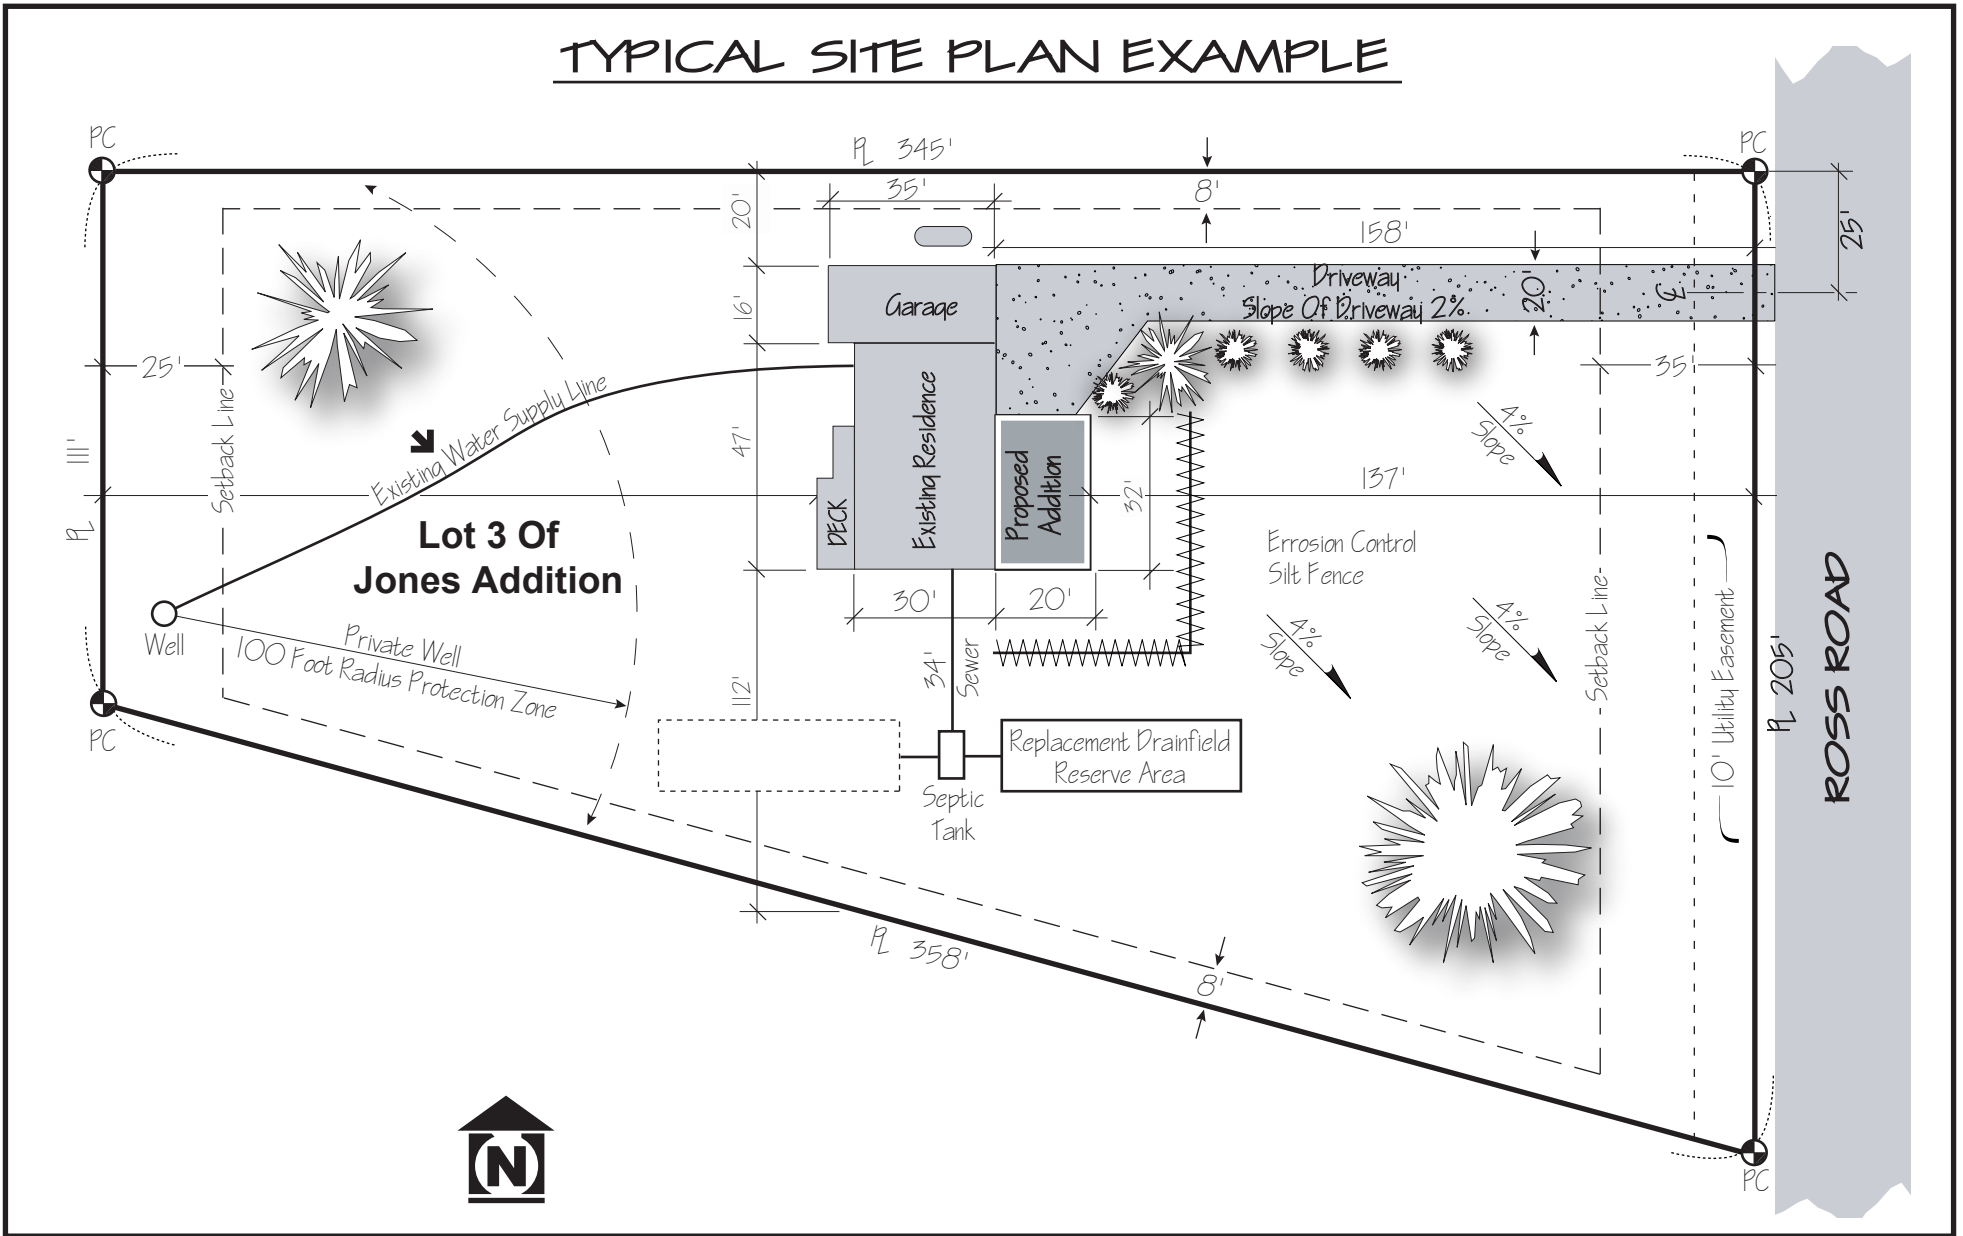 TYPICAL SITE PLAN EXAMPLE
PC
PL 345'
PC
35'
8'
20'
158'
25'
Driveway
Slope Of Driveway 2%
20'
CL
Garage
16'
25'
35'
Setback Line
Existing Water Supply Llne
111'
PL
47'
Existing Residence
DECK
Proposed
Addition
32'
137'
4%
Slope
Lot 3 Of
Jones Addition
Errosion Control
Silt Fence
30'
20'
Well
Private Well
100 Foot Radius Protection Zone
34'
Sewer
4%
Slope
4%
Slope
Setback Line
10' Utility Easement
PL 205'
ROSS ROAD
112'
PC
Replacement Drainfield
Reserve Area
Septic
Tank
PL 358'
8'
N
PC